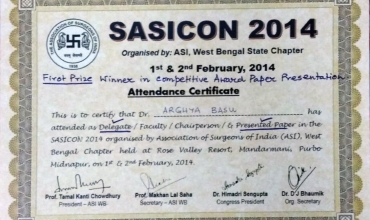 SASICON 2014
Organised by: ASI, West Bengal State Chapter
1st & 2nd February, 2014
First Prize Winner in Competitive Award Paper Presentation
Attendance Certificate
This is to certify that Dr. ARGHYA BASU has
attended as Delegate / Faculty / Chairperson / & Presented Paper in the
SASICON 2014 organised by Association of Surgeons of India (ASI), West
Bengal Chapter held at Rose Valley Resort, Mandarmani, Purbo
Midnapur, on 1st & 2nd February, 2014.
Prof. Tamal Kanti Chowdhury
President – ASI WB
Prof. Makhan Lal Saha
Secretary – ASI WB
Dr. Himadri Sengupta
Congress President
Dr. D J Bhaumik
Org. Secretary